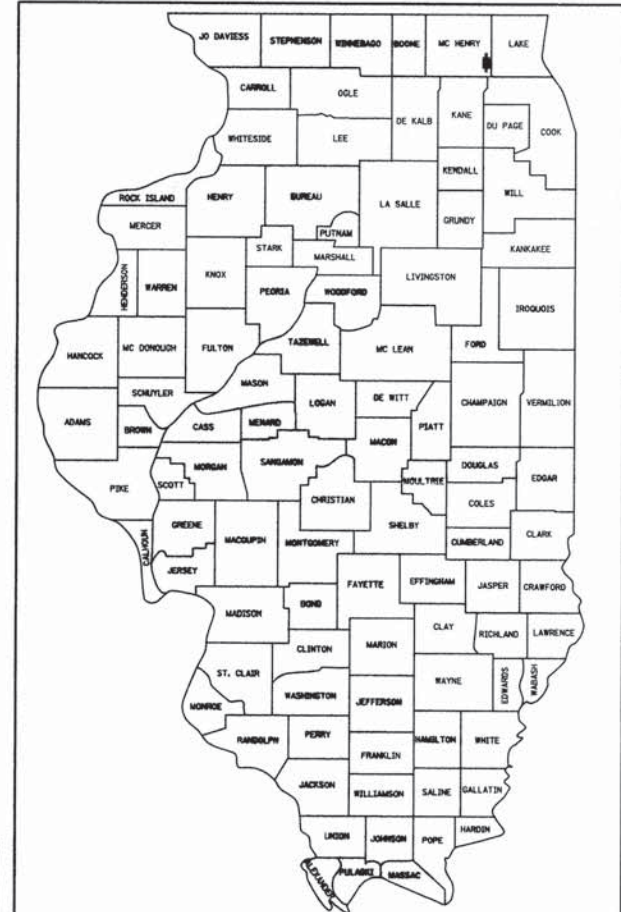 JO DAVIESS
STEPHENSON
WINNEBAGO
BOONE
MC HENRY
LAKE
CARROLL
OGLE
DE KALB
KANE
DU PAGE
COOK
WHITESIDE
LEE
KENDALL
WILL
ROCK ISLAND
HENRY
BUREAU
LA SALLE
GRUNDY
MERCER
PUTNAM
STARK
MARSHALL
KANKAKEE
HENDERSON
WARREN
KNOX
PEORIA
WOODFORD
LIVINGSTON
IROQUOIS
HANCOCK
MC DONOUGH
FULTON
TAZEWELL
MC LEAN
FORD
MASON
SCHUYLER
LOGAN
DE WITT
CHAMPAIGN
VERMILION
ADAMS
BROWN
CASS
MENARD
MACON
PIATT
PIKE
SCOTT
MORGAN
SANGAMON
CHRISTIAN
MOULTRIE
DOUGLAS
EDGAR
COLES
CALHOUN
GREENE
MACOUPIN
MONTGOMERY
SHELBY
CUMBERLAND
CLARK
JERSEY
FAYETTE
EFFINGHAM
JASPER
CRAWFORD
MADISON
BOND
CLAY
RICHLAND
LAWRENCE
CLINTON
MARION
ST. CLAIR
WAYNE
EDWARDS
WABASH
MONROE
WASHINGTON
JEFFERSON
RANDOLPH
PERRY
HAMILTON
WHITE
FRANKLIN
JACKSON
WILLIAMSON
SALINE
GALLATIN
UNION
JOHNSON
POPE
HARDIN
ALEXANDER
PULASKI
MASSAC